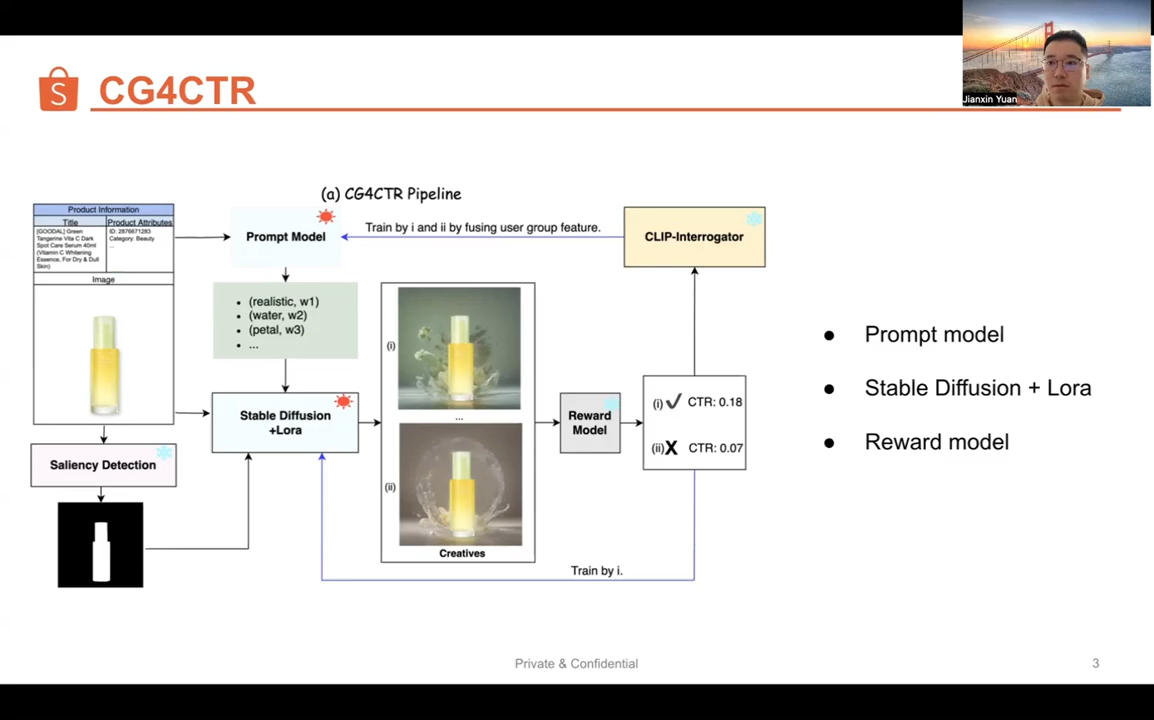 Jianxin Yuan
S
CG4CTR
(a) CG4CTR Pipeline
Product Information
Title
Product Attributes
[GOODAL] Green
Tangerine Vita C Dark
Spot Care Serum 40ml
(Vitamin C Whitening
Essence, For Dry & Dull
Skin)
ID: 2876671283
Category: Beauty
...
Image
Prompt Model
Train by i and ii by fusing user group feature.
CLIP-Interrogator
• (realistic, w1)
• (water, w2)
• (petal, w3)
• ...
(i)
...
(ii)
Creatives
Stable Diffusion
+Lora
Reward
Model
(i) ✓ CTR: 0.18
(ii) X CTR: 0.07
Saliency Detection
Train by i.
● Prompt model
● Stable Diffusion + Lora
● Reward model
Private & Confidential
3